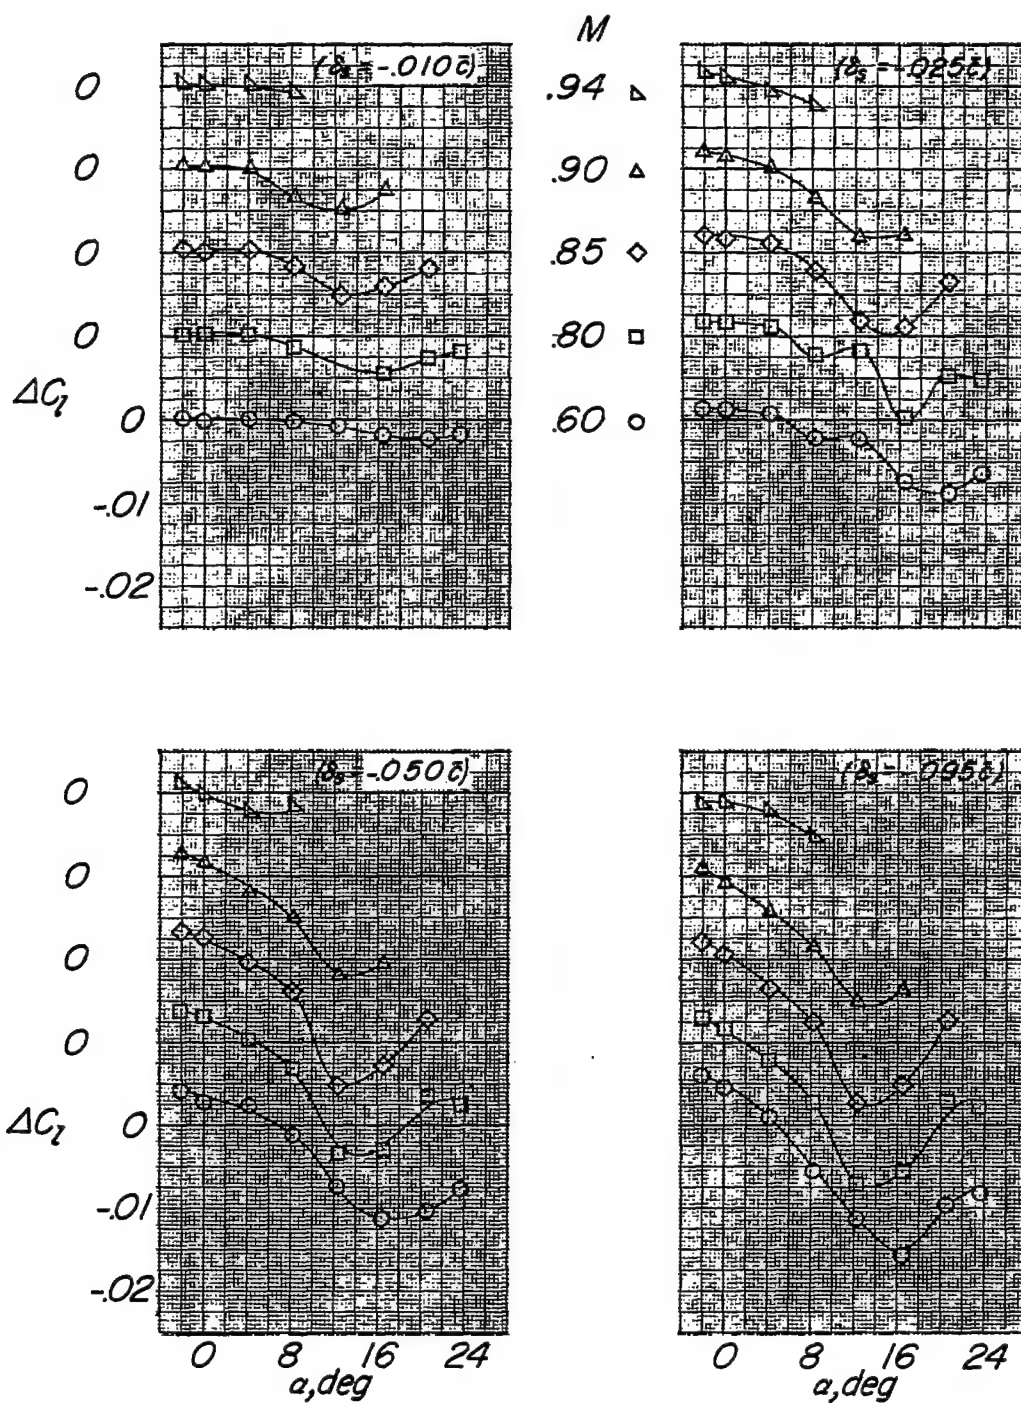 M
(δₛ = -.010c̄)
(δₛ = -.025c̄)
0 .94
0 .90
0 .85
0 .80
ΔCₗ
0 .60
-.01
-.02
(δₛ = -.050c̄)
(δₛ = -.095c̄)
0
0
0
0
ΔCₗ 0
-.01
-.02
0 8 16 24 0 8 16 24
α, deg α, deg